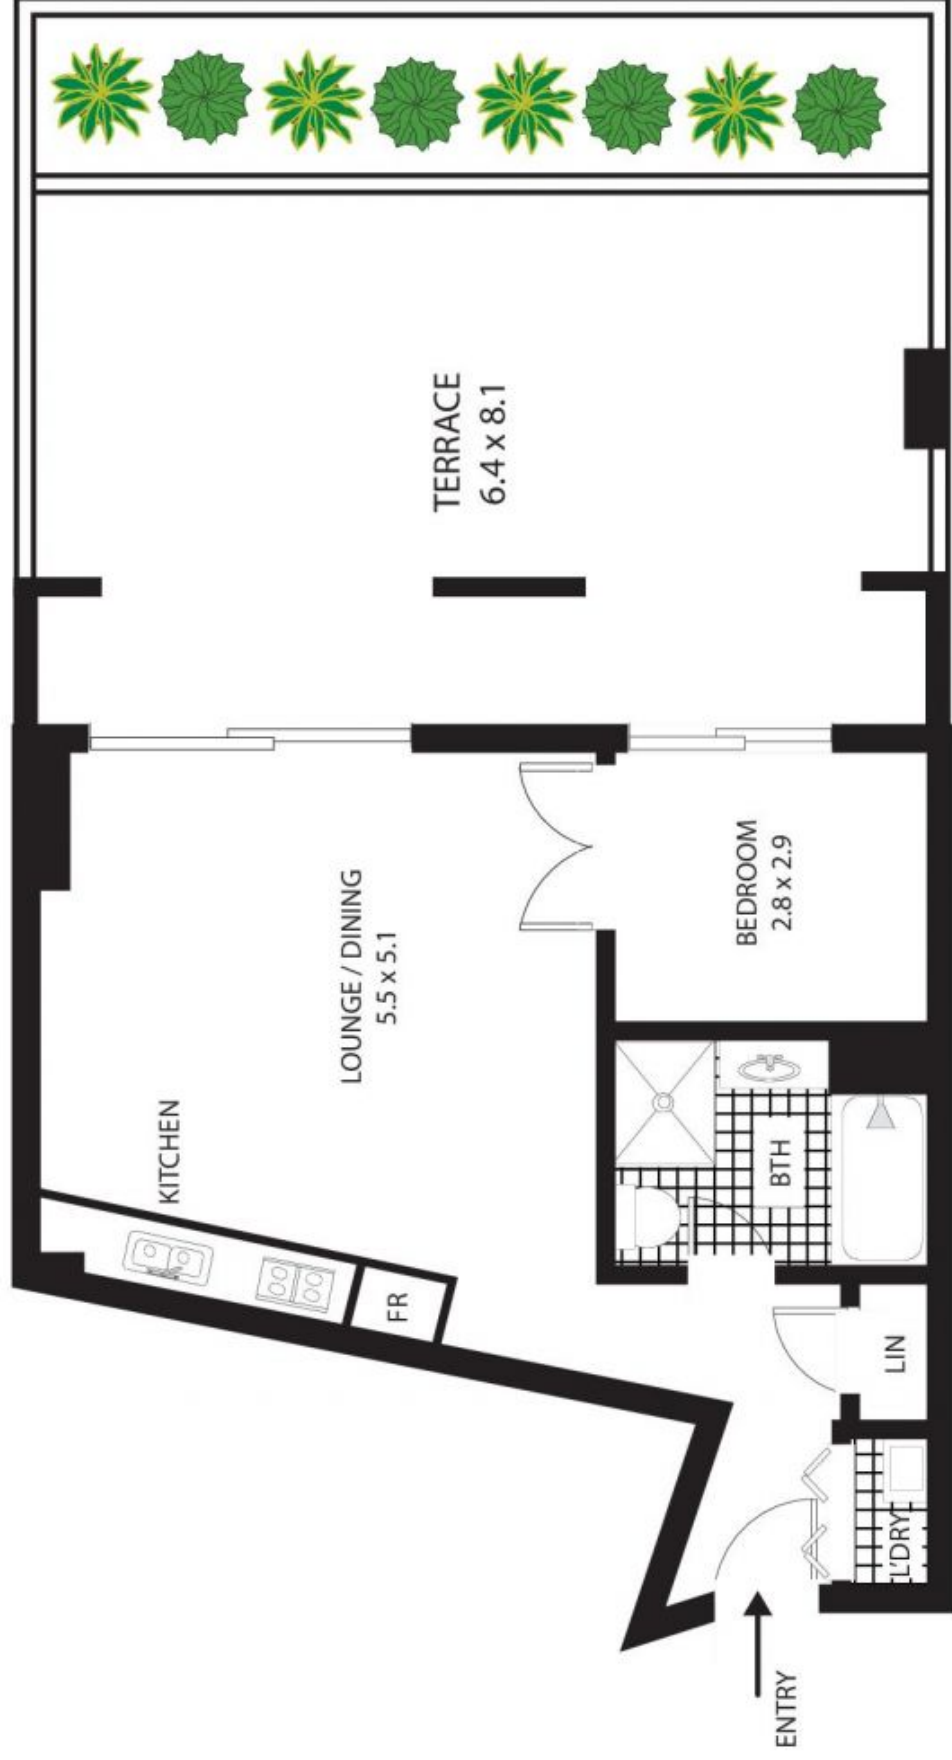 TERRACE
6.4 x 8.1
BEDROOM
2.8 x 2.9
LOUNGE / DINING
5.5 x 5.1
KITCHEN
FR
BTH
LIN
L'DRY
ENTRY